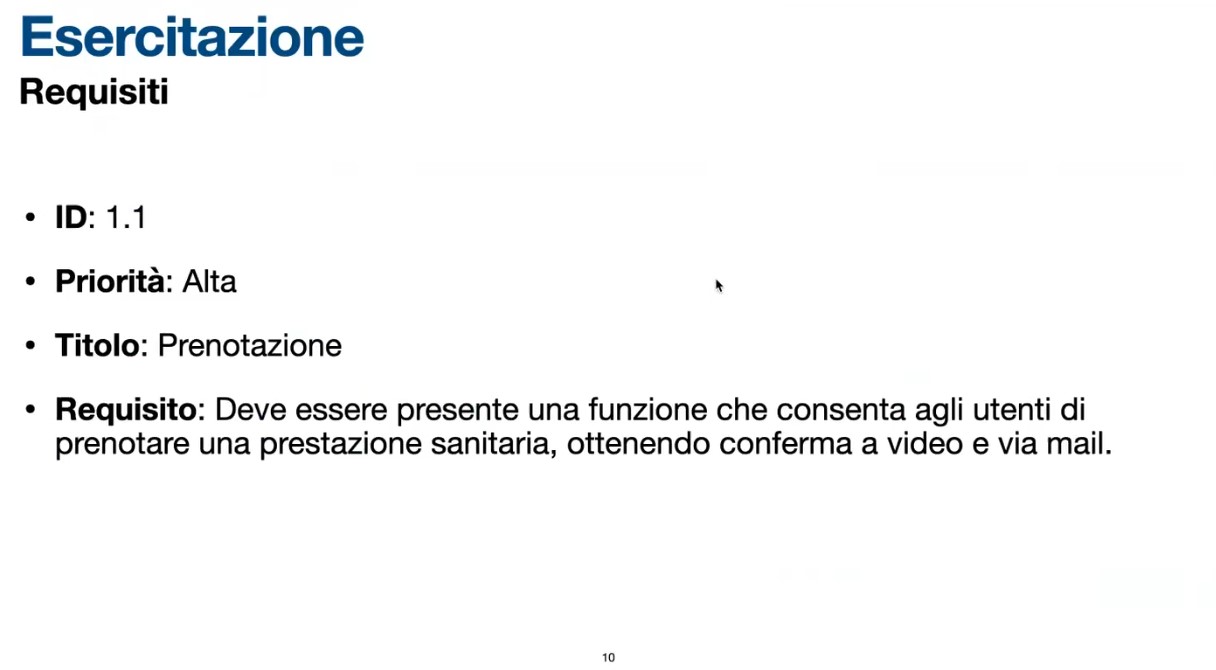 Esercitazione
Requisiti
• ID: 1.1
• Priorità: Alta
• Titolo: Prenotazione
• Requisito: Deve essere presente una funzione che consenta agli utenti di
prenotare una prestazione sanitaria, ottenendo conferma a video e via mail.
10